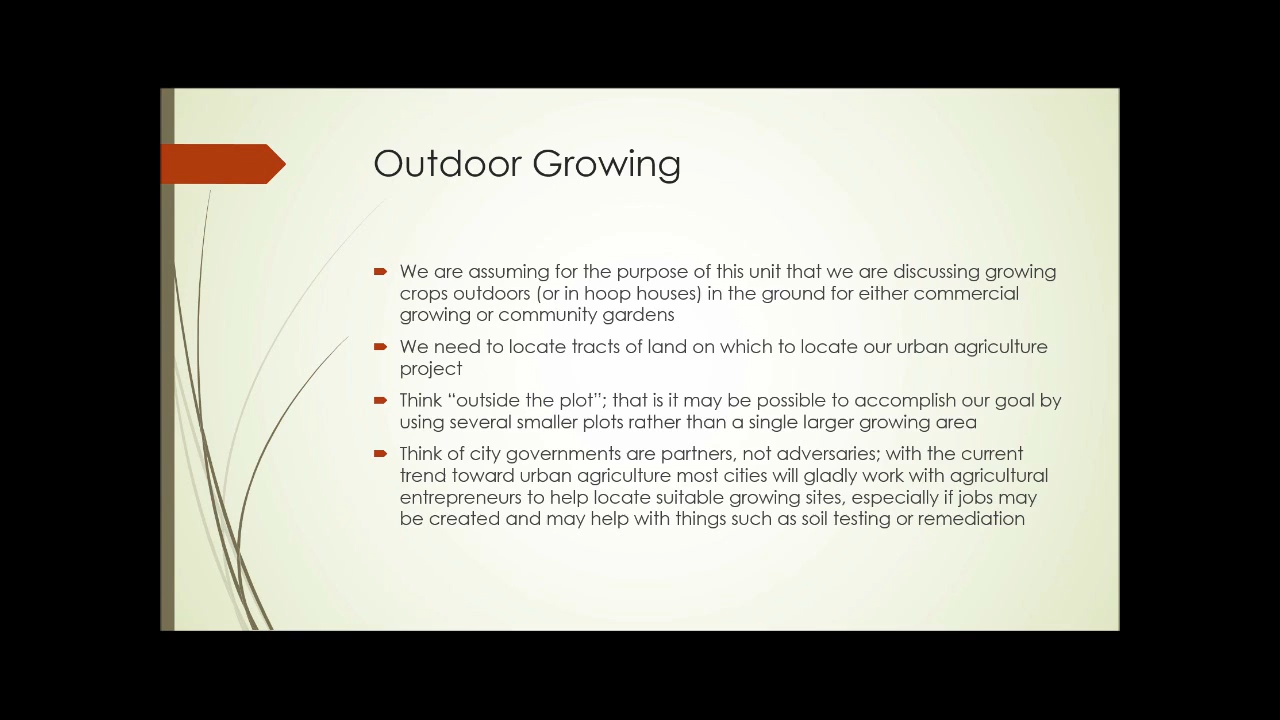 Outdoor Growing
We are assuming for the purpose of this unit that we are discussing growing
crops outdoors (or in hoop houses) in the ground for either commercial
growing or community gardens
We need to locate tracts of land on which to locate our urban agriculture
project
Think “outside the plot”; that is it may be possible to accomplish our goal by
using several smaller plots rather than a single larger growing area
Think of city governments are partners, not adversaries; with the current
trend toward urban agriculture most cities will gladly work with agricultural
entrepreneurs to help locate suitable growing sites, especially if jobs may
be created and may help with things such as soil testing or remediation